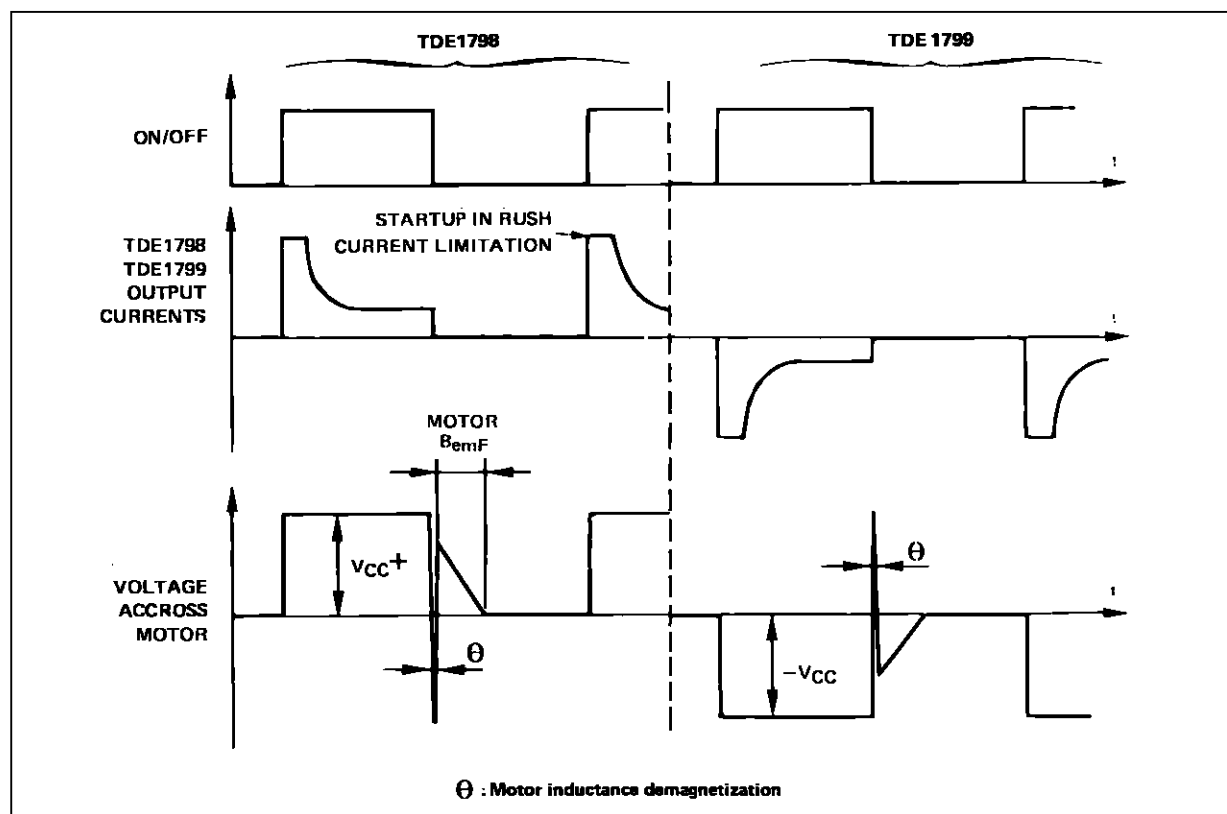 TDE1798
TDE 1799
ON/OFF
t
STARTUP IN RUSH
CURRENT LIMITATION
TDE1798
TDE1799
OUTPUT
CURRENTS
t
MOTOR
BemF
VCC+
θ
VOLTAGE
ACCROSS
MOTOR
θ
t
−VCC
θ : Motor inductance demagnetization